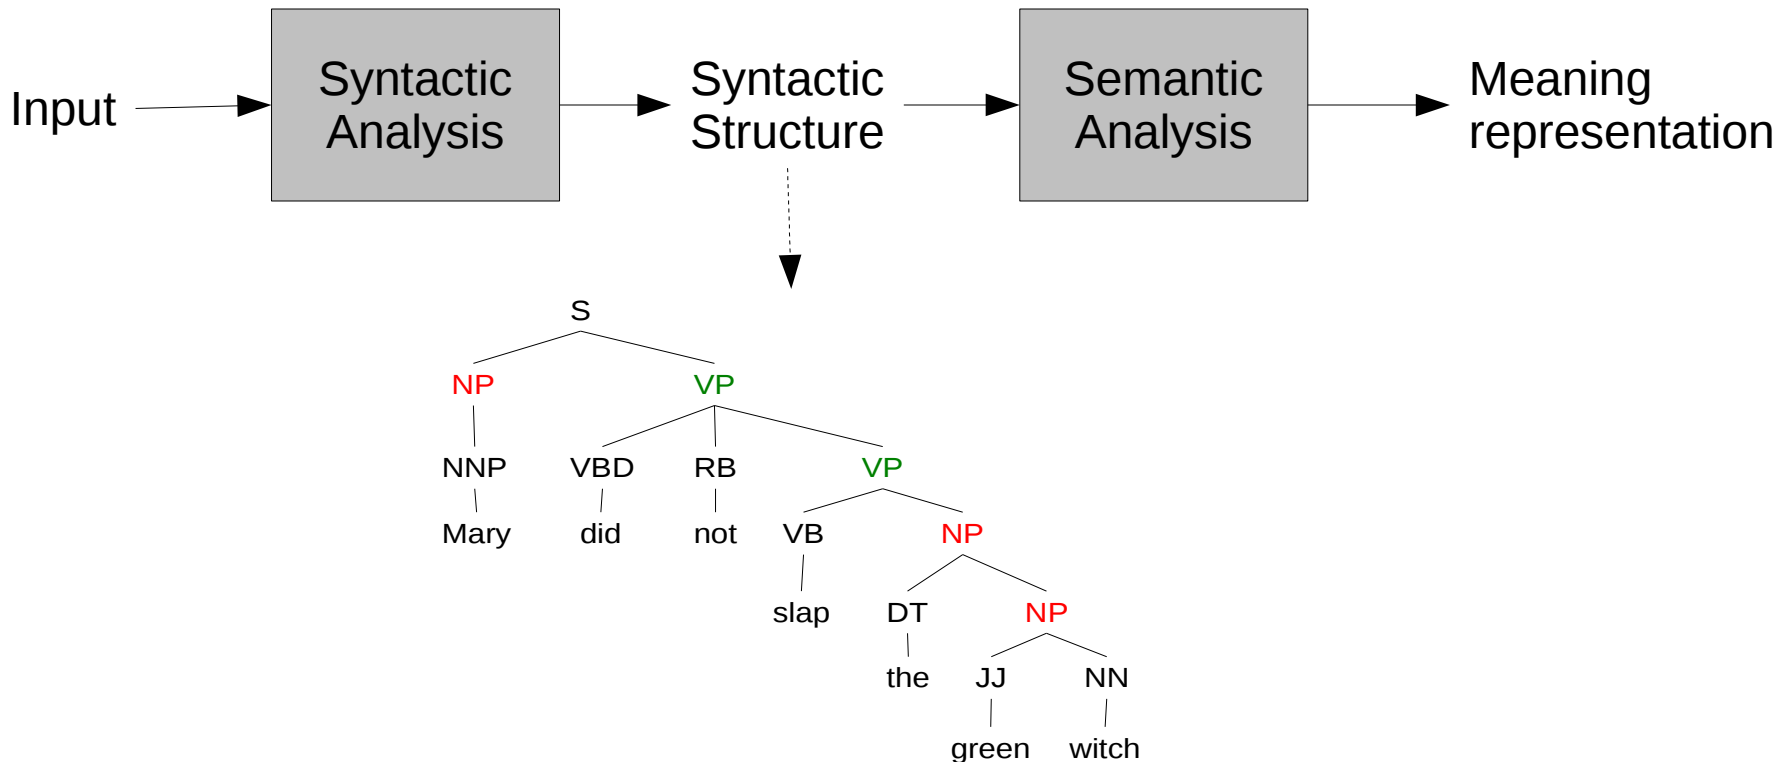 Input
Syntactic
Analysis
Syntactic
Structure
Semantic
Analysis
Meaning
representation
S
NP VP
NNP VBD RB VP
Mary did not VB NP
slap DT NP
the JJ NN
green witch